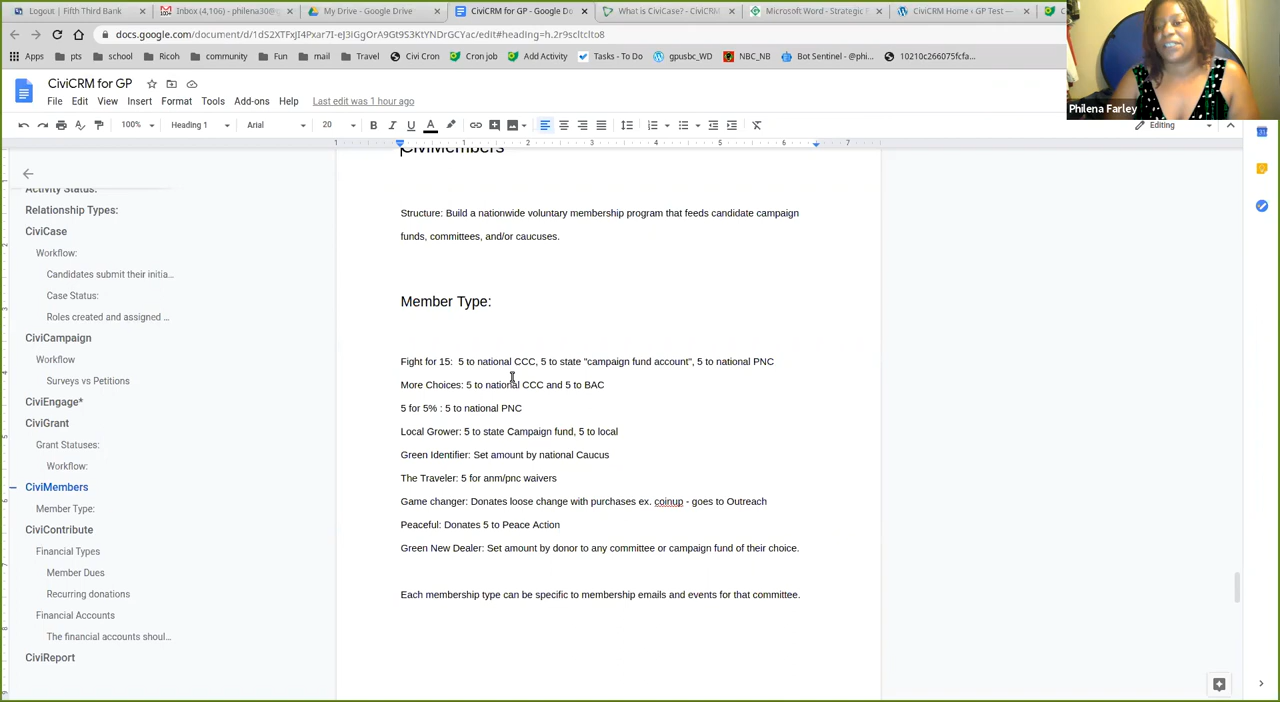 Logout | Fifth Third Bank
Inbox (4,106) - philena30@g
My Drive - Google Drive
CiviCRM for GP - Google Do
What is CiviCase? - CiviCRM
Microsoft Word - Strategic
CiviCRM Home ‹ GP Test —
docs.google.com/document/d/
Apps
pts
short
Ricoh
community
Fun
mail
Travel
Civi Cron
Cron job
Add Activity
Tasks - To Do
gpusbc_WD
NBC_NB
Bot Sentinel - @phi...
10210c266075fcfa...
Philena Farley
CiviCRM for GP
File Edit View Insert Format Tools Add-ons Help Last edit was 1 hour ago
100% Heading 1 Arial 20 B I U A Editing
1 1 2 3 4 5 6 7
Activity Status:
Relationship Types:
CiviCase
Workflow:
Candidates submit their initia...
Case Status:
Roles created and assigned ...
CiviCampaign
Workflow
Surveys vs Petitions
CiviEngage*
CiviGrant
Grant Statuses:
Workflow:
CiviMembers
Member Type:
CiviContribute
Financial Types
Member Dues
Recurring donations
Financial Accounts
The financial accounts shoul...
CiviReport
CiviMembers
Structure: Build a nationwide voluntary membership program that feeds candidate campaign
funds, committees, and/or caucuses.
Member Type:
Fight for 15: 5 to national CCC, 5 to state "campaign fund account", 5 to national PNC
More Choices: 5 to national CCC and 5 to BAC
5 for 5% : 5 to national PNC
Local Grower: 5 to state Campaign fund, 5 to local
Green Identifier: Set amount by national Caucus
The Traveler: 5 for anm/pnc waivers
Game changer: Donates loose change with purchases ex. coinup - goes to Outreach
Peaceful: Donates 5 to Peace Action
Green New Dealer: Set amount by donor to any committee or campaign fund of their choice.
Each membership type can be specific to membership emails and events for that committee.